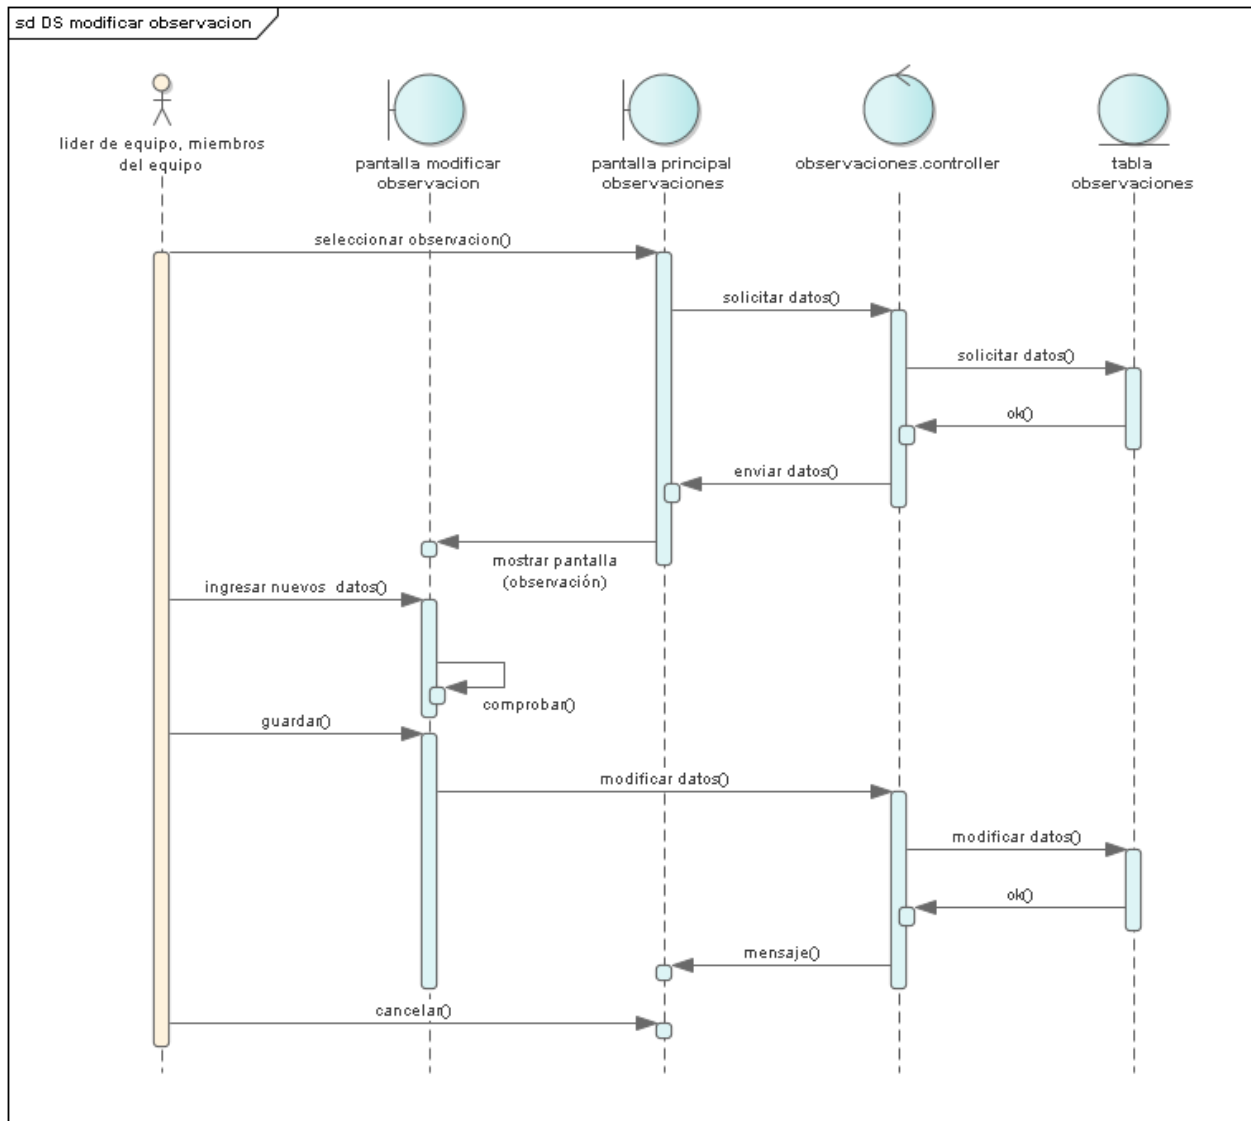 sd DS modificar observacion
lider de equipo, miembros
del equipo
pantalla modificar
observacion
pantalla principal
observaciones
observaciones.controller
tabla
observaciones
seleccionar observacion()
solicitar datos()
solicitar datos()
ok()
enviar datos()
mostrar pantalla
(observación)
ingresar nuevos  datos()
comprobar()
guardar()
modificar datos()
modificar datos()
ok()
mensaje()
cancelar()